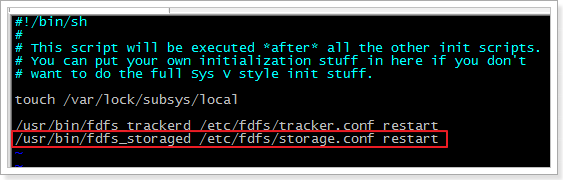 #!/bin/sh
#
# This script will be executed *after* all the other init scripts.
# You can put your own initialization stuff in here if you don't
# want to do the full Sys V style init stuff.
touch /var/lock/subsys/local
/usr/bin/fdfs_trackerd /etc/fdfs/tracker.conf restart
/usr/bin/fdfs_storaged /etc/fdfs/storage.conf restart
~
~